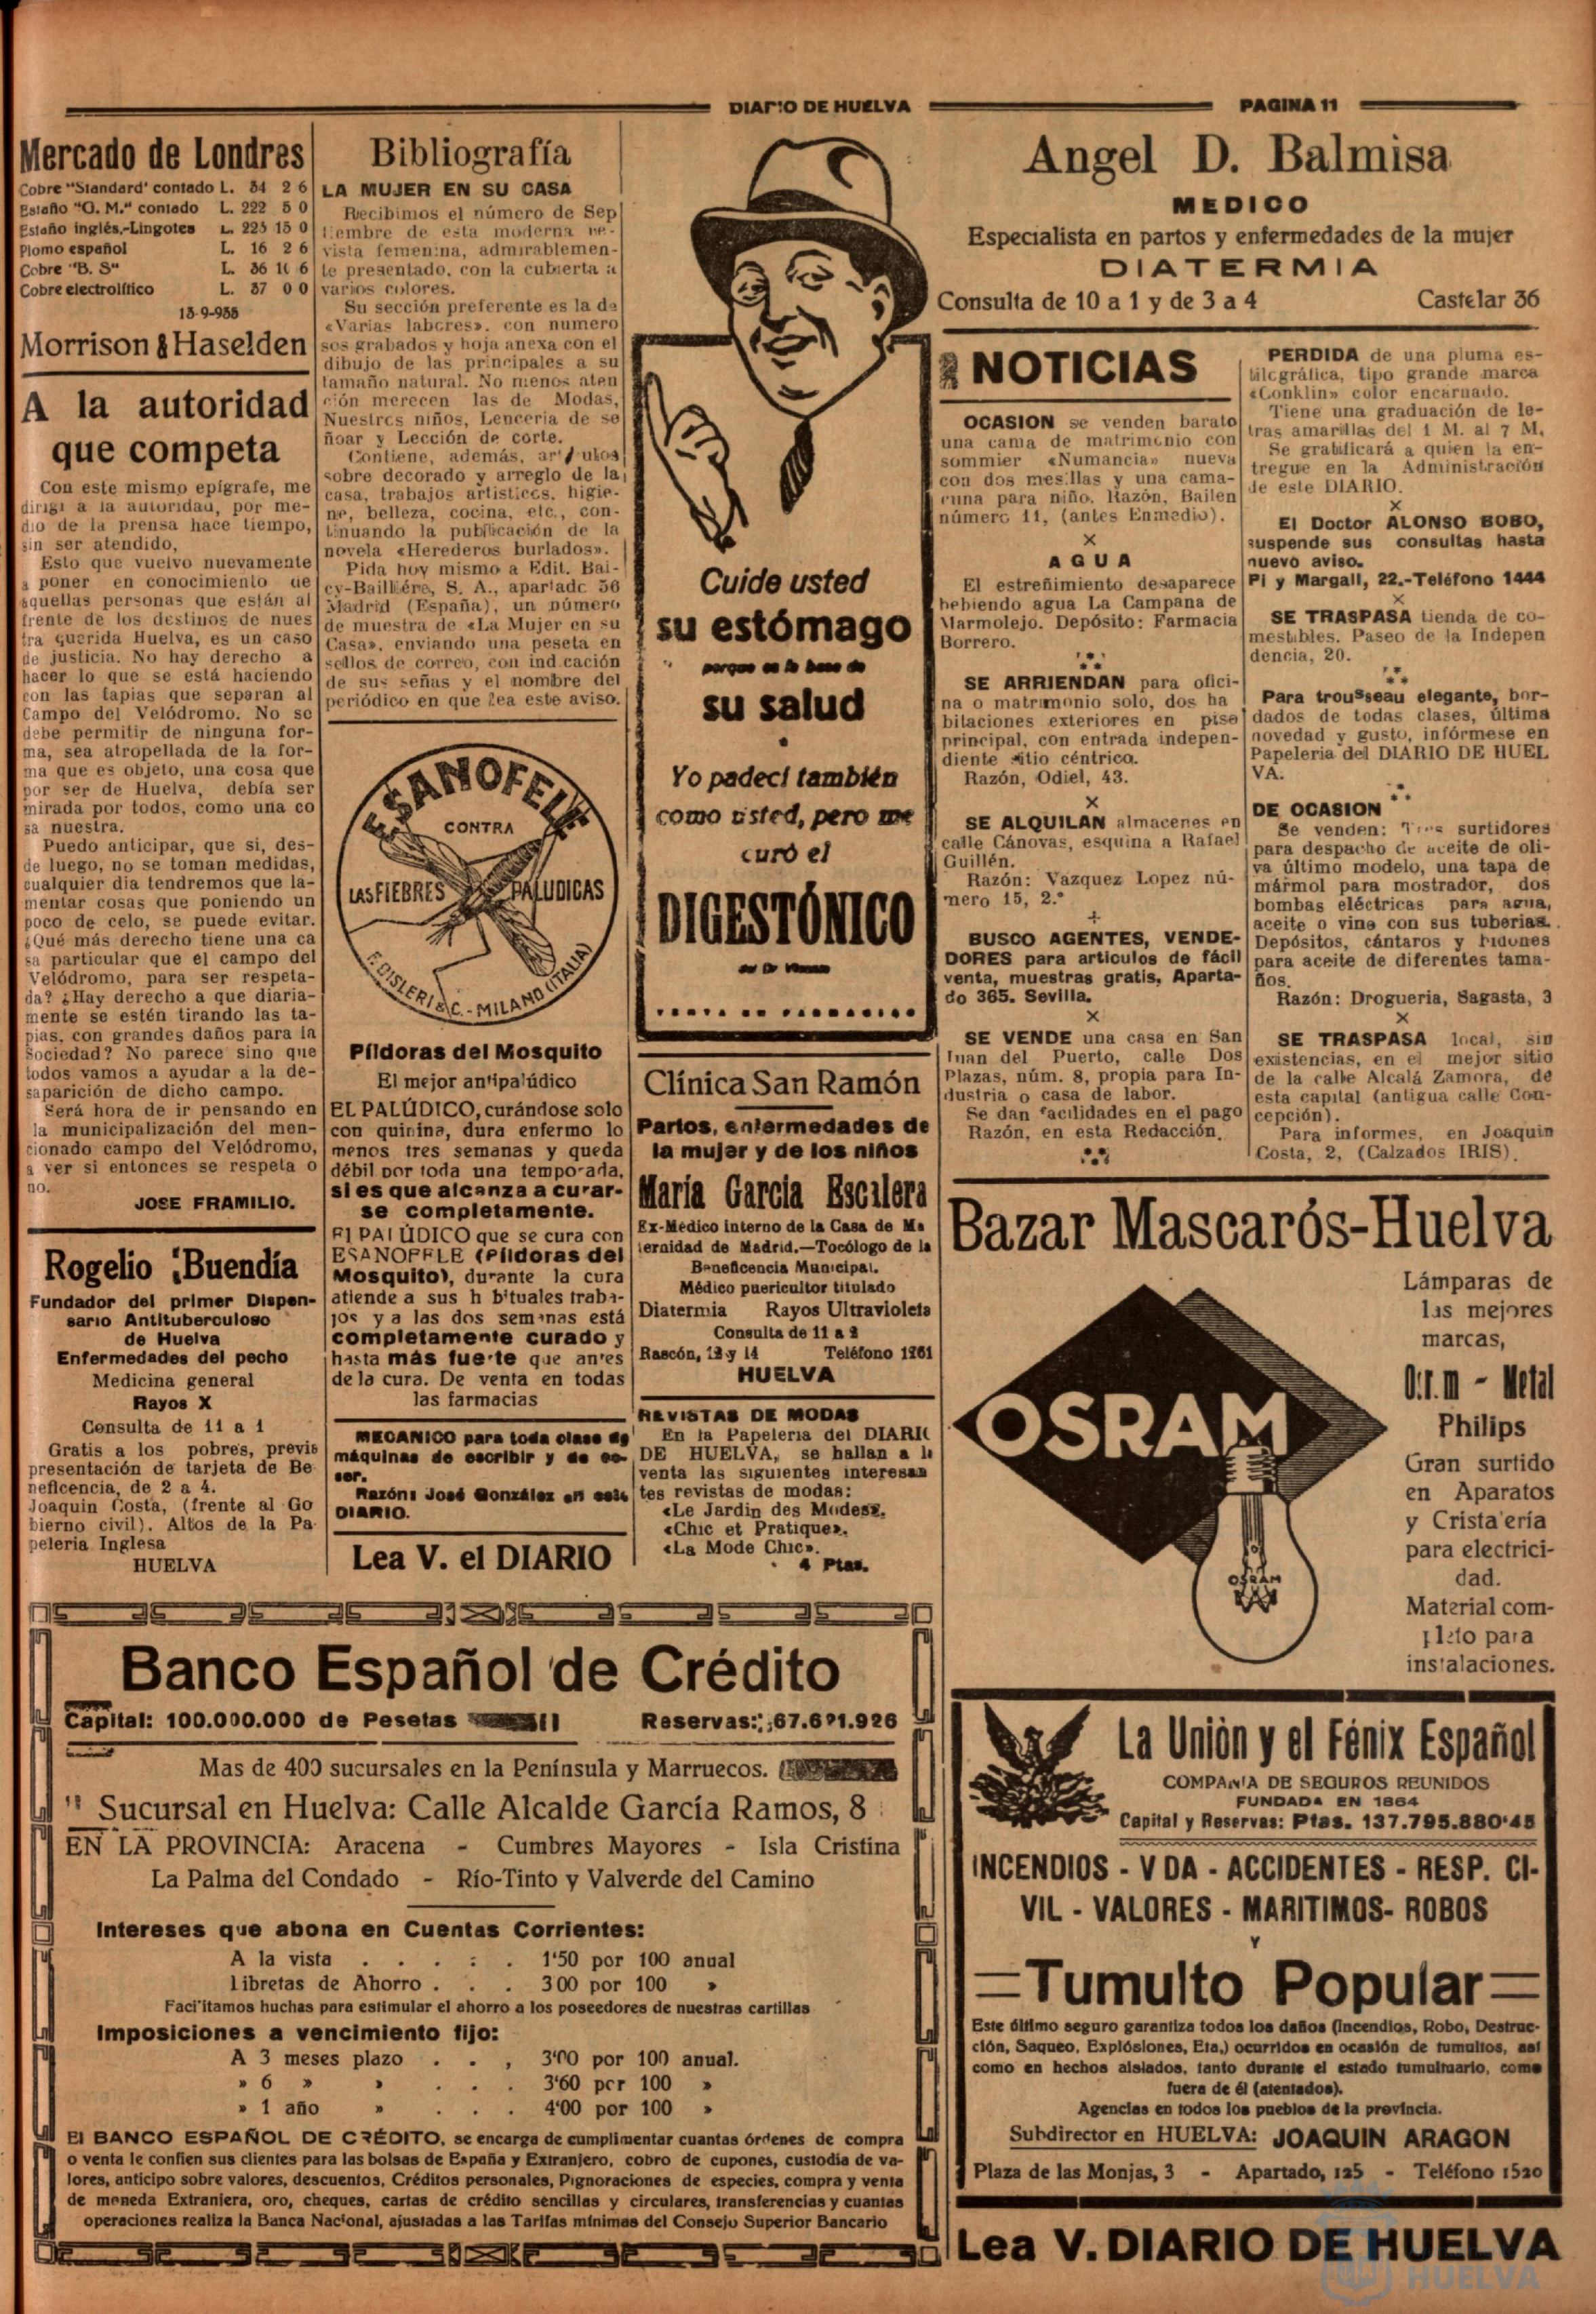 DIARIO DE HUELVA
PAGINA 11
Mercado de Londres
Cobre "Standard' contado L. 34 2 6
Estaño "G. M." contado L. 222 5 0
Estaño inglés,-Lingotes L. 223 15 0
Plomo español L. 16 2 6
Cobre "B. S" L. 36 10 6
Cobre electrolítico L. 37 0 0
13-9-935
Morrison & Haselden
A la autoridad
que competa
Con este mismo epígrafe, me
dirigí a la autoridad, por me-
dio de la prensa hace tiempo,
sin ser atendido,
Esto que vuelvo nuevamente
a poner en conocimiento de
aquellas personas que están al
frente de los destinos de nues
tra querida Huelva, es un caso
de justicia. No hay derecho a
hacer lo que se está haciendo
con las tapias que separan al
Campo del Velódromo. No se
debe permitir de ninguna for-
ma, sea atropellada de la for-
ma que es objeto, una cosa que
por ser de Huelva, debía ser
mirada por todos, como una co
sa nuestra.
Puedo anticipar, que si, des-
de luego, no se toman medidas,
cualquier día tendremos que la-
mentar cosas que poniendo un
poco de celo, se puede evitar.
¿Qué más derecho tiene una ca
sa particular que el campo del
Velódromo, para ser respeta-
da? ¿Hay derecho a que diaria-
mente se estén tirando las ta-
pias, con grandes daños para la
Sociedad? No parece sino que
todos vamos a ayudar a la de-
saparición de dicho campo.
Será hora de ir pensando en
la municipalización del men-
cionado campo del Velódromo,
a ver si entonces se respeta o
no.
JOSE FRAMILIO.
Rogelio Buendía
Fundador del primer Dispen-
sario Antituberculoso
de Huelva
Enfermedades del pecho
Medicina general
Rayos X
Consulta de 11 a 1
Gratis a los pobres, previa
presentación de tarjeta de Be
neficencia, de 2 a 4.
Joaquin Costa, (frente al Go
bierno civil). Altos de la Pa
pelería Inglesa
HUELVA
Bibliografía
LA MUJER EN SU CASA
Recibimos el número de Sep
tiembre de esta moderna re-
vista femenina, admirablemen-
te presentado, con la cubierta a
varios colores.
Su sección preferente es la de
«Varias labores», con numero
sos grabados y hoja anexa con el
dibujo de las principales a su
tamaño natural. No menos aten
ción merecen las de Modas,
Nuestros niños, Lencería de se
ñoar y Lección de corte.
Contiene, además, artículos
sobre decorado y arreglo de la
casa, trabajos artísticos, higie-
ne, belleza, cocina, etc., con-
tinuando la publicación de la
novela «Herederos burlados».
Pida hoy mismo a Edit. Bai-
cy-Bailliére, S. A., apartado 56
Madrid (España), un número
de muestra de «La Mujer en su
Casa», enviando una peseta en
sellos de correo, con indicación
de sus señas y el nombre del
periódico en que lea este aviso.
ESANOFELE
CONTRA
LAS FIEBRES PALUDICAS
F. BISLERI & C. - MILANO (ITALIA)
Píldoras del Mosquito
El mejor antipalúdico
EL PALÚDICO, curándose solo
con quinina, dura enfermo lo
menos tres semanas y queda
débil por toda una temporada,
si es que alcanza a curar-
se completamente.
El PALÚDICO que se cura con
ESANOFELE (Píldoras del
Mosquito), durante la cura
atiende a sus habituales traba-
jos y a las dos semanas está
completamente curado y
hasta más fuerte que antes
de la cura. De venta en todas
las farmacias
MECANICO para toda clase de
máquinas de escribir y de co-
ser.
Razón: José González en este
DIARIO.
Lea V. el DIARIO
Cuide usted
su estómago
porque es la base de
su salud
Yo padecí también
como usted, pero me
curó el
DIGESTÓNICO
del Dr. Vicente
Clínica San Ramón
Partos, enfermedades de
la mujer y de los niños
María García Escilera
Ex-Médico interno de la Casa de Ma
ternidad de Madrid.—Tocólogo de la
Beneficencia Municipal.
Médico puericultor titulado
Diatermia Rayos Ultravioleta
Consulta de 11 a 2
Rascón, 12 y 14 Teléfono 1261
HUELVA
REVISTAS DE MODAS
En la Papelería del DIARIO
DE HUELVA, se hallan a la
venta las siguientes interesan
tes revistas de modas:
«Le Jardin des Modes»,
«Chic et Pratique»,
«La Mode Chic».
4 Ptas.
Angel D. Balmisa
MEDICO
Especialista en partos y enfermedades de la mujer
DIATERMIA
Consulta de 10 a 1 y de 3 a 4 Castelar 36
NOTICIAS
OCASION se venden barato
una cama de matrimonio con
sommier «Numancia» nueva
con dos mesillas y una cama-
cuna para niño. Razón, Bailen
número 11, (antes Enmedio).
AGUA
El estreñimiento desaparece
bebiendo agua La Campana de
Marmolejo. Depósito: Farmacia
Borrero.
SE ARRIENDAN para ofici-
na o matrimonio solo, dos ha
bitaciones exteriores en piso
principal, con entrada indepen-
diente sitio céntrico.
Razón, Odiel, 43.
SE ALQUILAN almacenes en
calle Cánovas, esquina a Rafael
Guillén.
Razón: Vazquez Lopez nú-
mero 15, 2.º
BUSCO AGENTES, VENDE-
DORES para articulos de fácil
venta, muestras gratis, Aparta-
do 365. Sevilla.
SE VENDE una casa en San
Juan del Puerto, calle Dos
Plazas, núm. 8, propia para In-
dustria o casa de labor.
Se dan facilidades en el pago
Razón, en esta Redacción.
PERDIDA de una pluma es-
tilográfica, tipo grande marca
«Conklin» color encarnado.
Tiene una graduación de le-
tras amarillas del 1 M. al 7 M.
Se gratificará a quien la en-
tregue en la Administración
de este DIARIO.
El Doctor ALONSO BOBO,
suspende sus consultas hasta
nuevo aviso.
Pi y Margall, 22.-Teléfono 1444
SE TRASPASA tienda de co-
mestibles. Paseo de la Indepen
dencia, 20.
Para trousseau elegante, bor-
dados de todas clases, última
novedad y gusto, infórmese en
Papelería del DIARIO DE HUEL
VA.
DE OCASION
Se venden: Tres surtidores
para despacho de aceite de oli-
va último modelo, una tapa de
mármol para mostrador, dos
bombas eléctricas para agua,
aceite o vino con sus tuberias.
Depósitos, cántaros y bidones
para aceite de diferentes tama-
ños.
Razón: Drogueria, Sagasta, 3
SE TRASPASA local, sin
existencias, en el mejor sitio
de la calle Alcalá Zamora, de
esta capital (antigua calle Con-
cepción).
Para informes, en Joaquin
Costa, 2, (Calzados IRIS).
Bazar Mascarós-Huelva
OSRAM
OSRAM
Lámparas de
las mejores
marcas,
Osram - Metal
Philips
Gran surtido
en Aparatos
y Cristalería
para electrici-
dad.
Material com-
pleto para
instalaciones.
Banco Español de Crédito
Capital: 100.000.000 de Pesetas Reservas: 67.621.926
Mas de 400 sucursales en la Península y Marruecos.
Sucursal en Huelva: Calle Alcalde García Ramos, 8
EN LA PROVINCIA: Aracena - Cumbres Mayores - Isla Cristina
La Palma del Condado - Río-Tinto y Valverde del Camino
Intereses que abona en Cuentas Corrientes:
A la vista . . . . . 1'50 por 100 anual
Libretas de Ahorro . . . 3 00 por 100 »
Facilitamos huchas para estimular el ahorro a los poseedores de nuestras cartillas
Imposiciones a vencimiento fijo:
A 3 meses plazo . . , 3'00 por 100 anual.
» 6 » » . . . 3'60 por 100 »
» 1 año » . . . 4'00 por 100 »
El BANCO ESPAÑOL DE CRÉDITO, se encarga de cumplimentar cuantas órdenes de compra
o venta le confien sus clientes para las bolsas de España y Extranjero, cobro de cupones, custodia de va-
lores, anticipo sobre valores, descuentos, Créditos personales, Pignoraciones de especies, compra y venta
de moneda Extranjera, oro, cheques, cartas de crédito sencillas y circulares, transferencias y cuantas
operaciones realiza la Banca Nacional, ajustadas a las Tarifas mínimas del Consejo Superior Bancario
La Unión y el Fénix Español
COMPAÑIA DE SEGUROS REUNIDOS
FUNDADA EN 1864
Capital y Reservas: Ptas. 137.795.880'45
INCENDIOS - VIDA - ACCIDENTES - RESP. CI-
VIL - VALORES - MARITIMOS- ROBOS
Y
Tumulto Popular
Este último seguro garantiza todos los daños (Incendios, Robo, Destruc-
ción, Saqueo, Explosiones, Eta,) ocurridos en ocasión de tumultos, así
como en hechos aislados, tanto durante el estado tumultuario, como
fuera de él (atentados).
Agencias en todos los pueblos de la provincia.
Subdirector en HUELVA: JOAQUIN ARAGON
Plaza de las Monjas, 3 - Apartado, 125 - Teléfono 1520
Lea V. DIARIO DE HUELVA
HUELVA